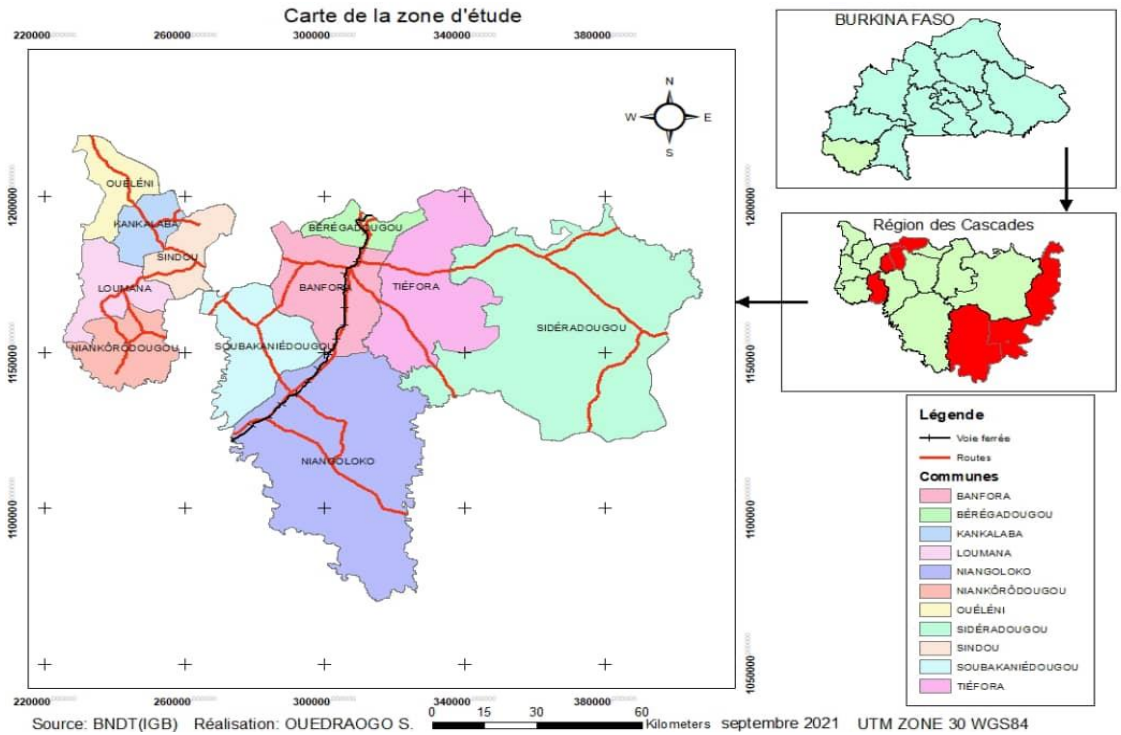 Carte de la zone d'étude
220000 260000 300000 340000 380000
BURKINA FASO
N
W E
S
1200000 1200000
OUÉLÉNI
KANKALABA
BÉRÉGADOUGOU
Région des Cascades
SINDOU
LOUMANA
BANFORA
TIÉFORA
SIDÉRADOUGOU
NIANKÔRÔDOUGOU
SOUBAKANIÉDOUGOU
1150000 1150000
NIANGOLOKO
1100000 1100000
1050000
Légende
Voie ferrée
Routes
Communes
BANFORA
BÉRÉGADOUGOU
KANKALABA
LOUMANA
NIANGOLOKO
NIANKÔRÔDOUGOU
OUÉLÉNI
SIDÉRADOUGOU
SINDOU
SOUBAKANIÉDOUGOU
TIÉFORA
220000 260000 300000 340000 380000
Source: BNDT(IGB) Réalisation: OUEDRAOGO S. 0 15 30 60 Kilometers septembre 2021 UTM ZONE 30 WGS84